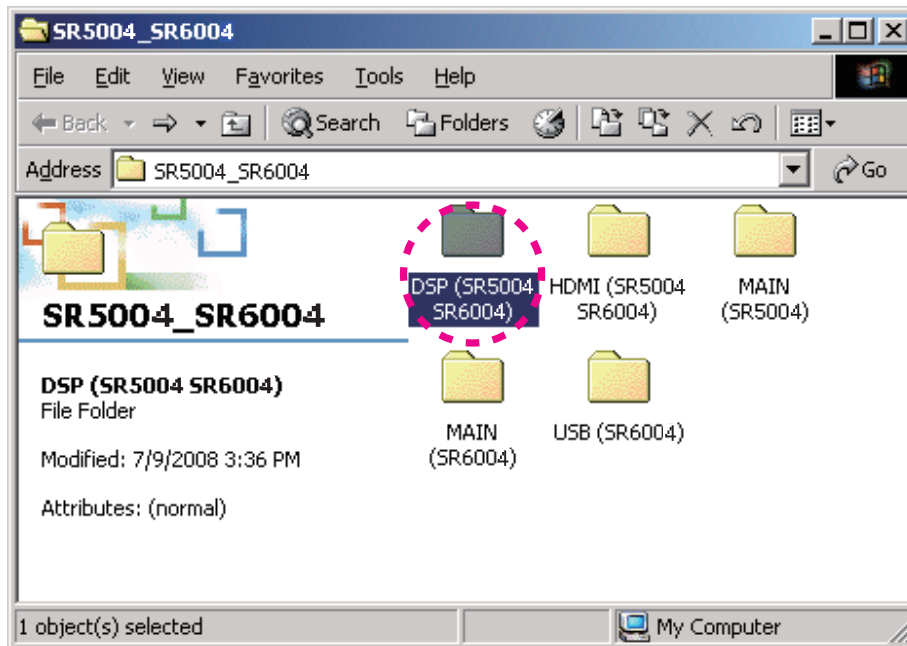 SR5004_SR6004
File Edit View Favorites Tools Help
Back Search Folders
Address SR5004_SR6004 Go
DSP (SR5004 SR6004)
HDMI (SR5004 SR6004)
MAIN (SR5004)
SR5004_SR6004
DSP (SR5004 SR6004)
File Folder
Modified: 7/9/2008 3:36 PM
Attributes: (normal)
MAIN (SR6004)
USB (SR6004)
1 object(s) selected
My Computer